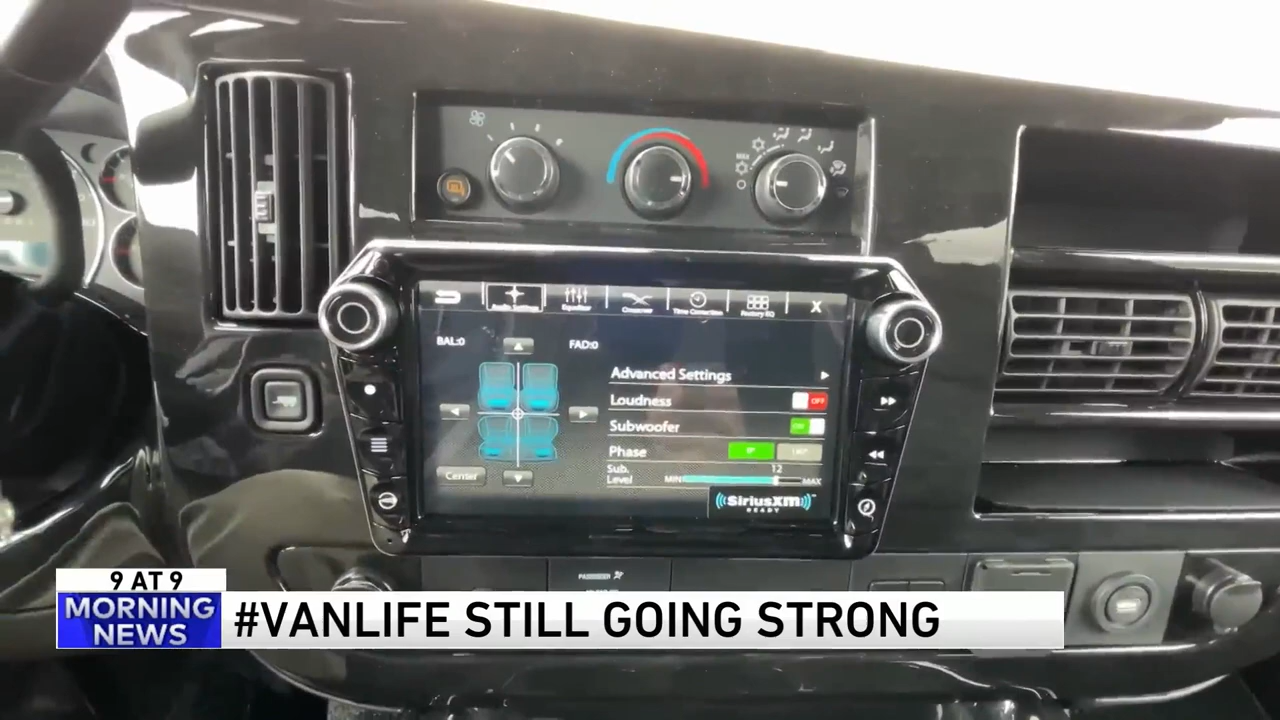 Audio Settings
Equalizer
Crossover
Time Correction
Factory EQ
X
BAL:0
FAD:0
Advanced Settings
Loudness
OFF
Subwoofer
ON
Phase
0°
180°
Sub.
Level
MIN
12
MAX
Center
((SiriusXM))
READY
PASSENGER
9 AT 9
MORNING
NEWS
#VANLIFE STILL GOING STRONG